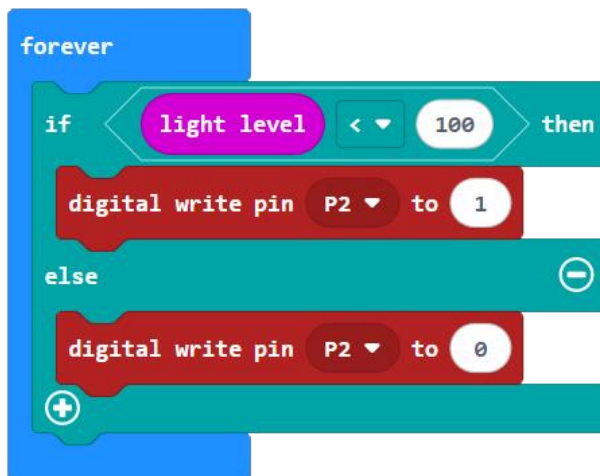 forever
if light level < 100 then
digital write pin P2 to 1
else
digital write pin P2 to 0